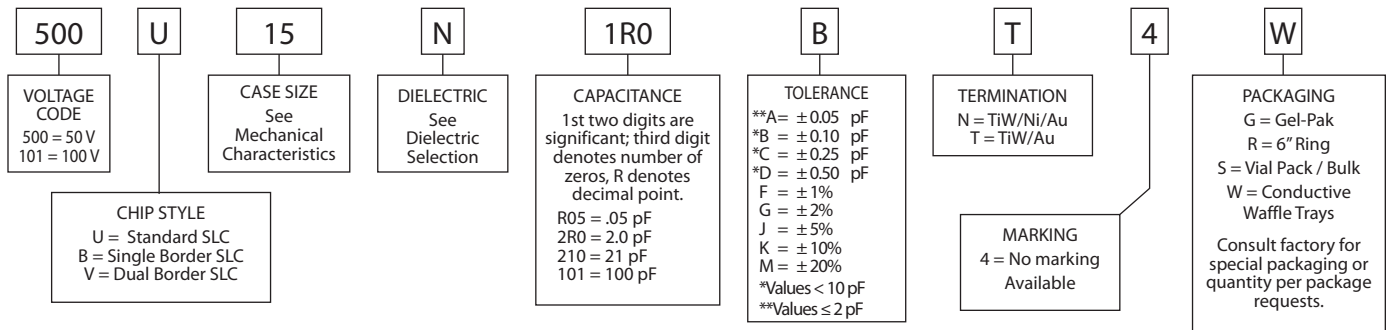 500 U 15 N 1R0 B T 4 W
VOLTAGE
CODE
500 = 50 V
101 = 100 V
CHIP STYLE
U = Standard SLC
B = Single Border SLC
V = Dual Border SLC
CASE SIZE
See
Mechanical
Characteristics
DIELECTRIC
See
Dielectric
Selection
CAPACITANCE
1st two digits are
significant; third digit
denotes number of
zeros, R denotes
decimal point.
R05 = .05 pF
2R0 = 2.0 pF
210 = 21 pF
101 = 100 pF
TOLERANCE
**A= ±0.05 pF
*B = ±0.10 pF
*C = ±0.25 pF
*D = ±0.50 pF
F = ±1%
G = ±2%
J = ±5%
K = ±10%
M = ±20%
*Values < 10 pF
**Values ≤ 2 pF
TERMINATION
N = TiW/Ni/Au
T = TiW/Au
MARKING
4 = No marking
Available
PACKAGING
G = Gel-Pak
R = 6” Ring
S = Vial Pack / Bulk
W = Conductive
Waffle Trays
Consult factory for
special packaging or
quantity per package
requests.